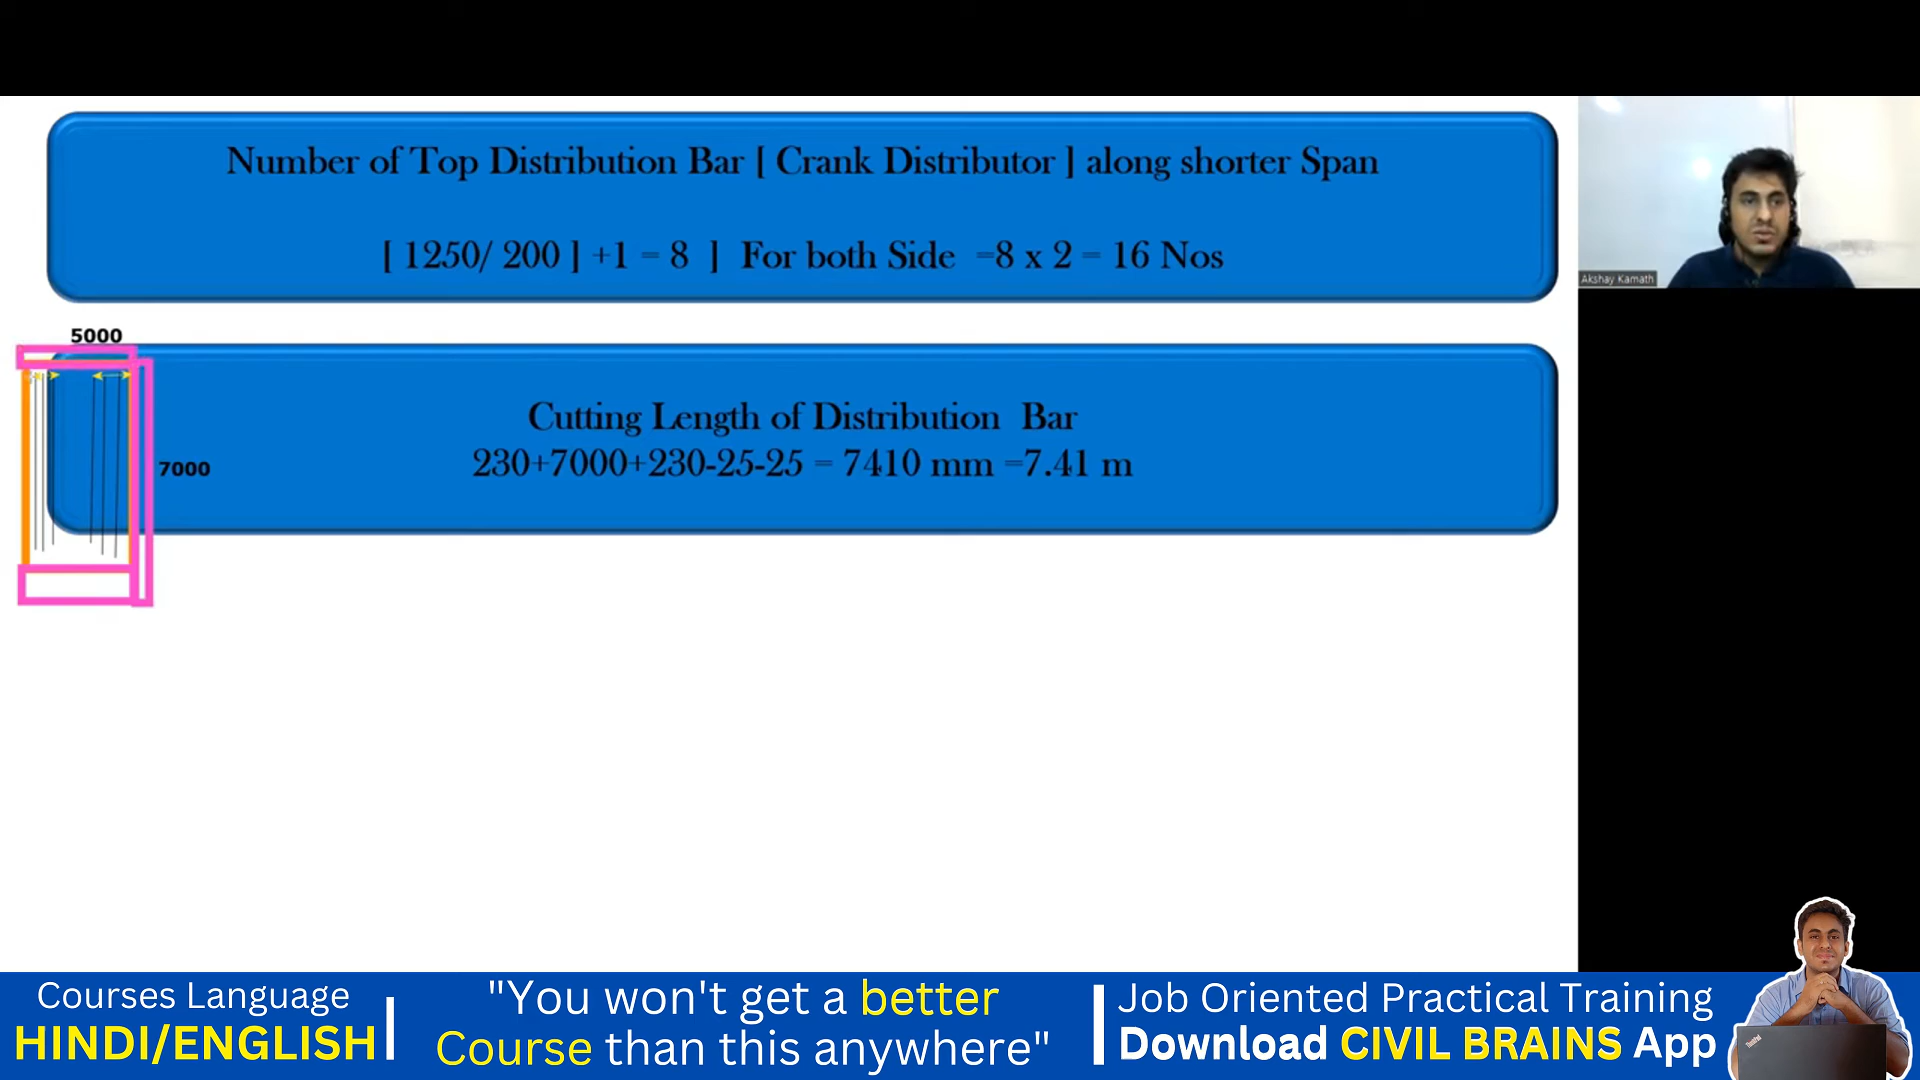 Number of Top Distribution Bar [ Crank Distributor ] along shorter Span
[ 1250/ 200 ] +1 = 8 ] For both Side =8 x 2 = 16 Nos
Akshay Kamath
5000
Cutting Length of Distribution Bar
230+7000+230-25-25 = 7410 mm =7.41 m
7000
Courses Language
HINDI/ENGLISH
"You won't get a better
Course than this anywhere"
Job Oriented Practical Training
Download CIVIL BRAINS App
ThinkPad